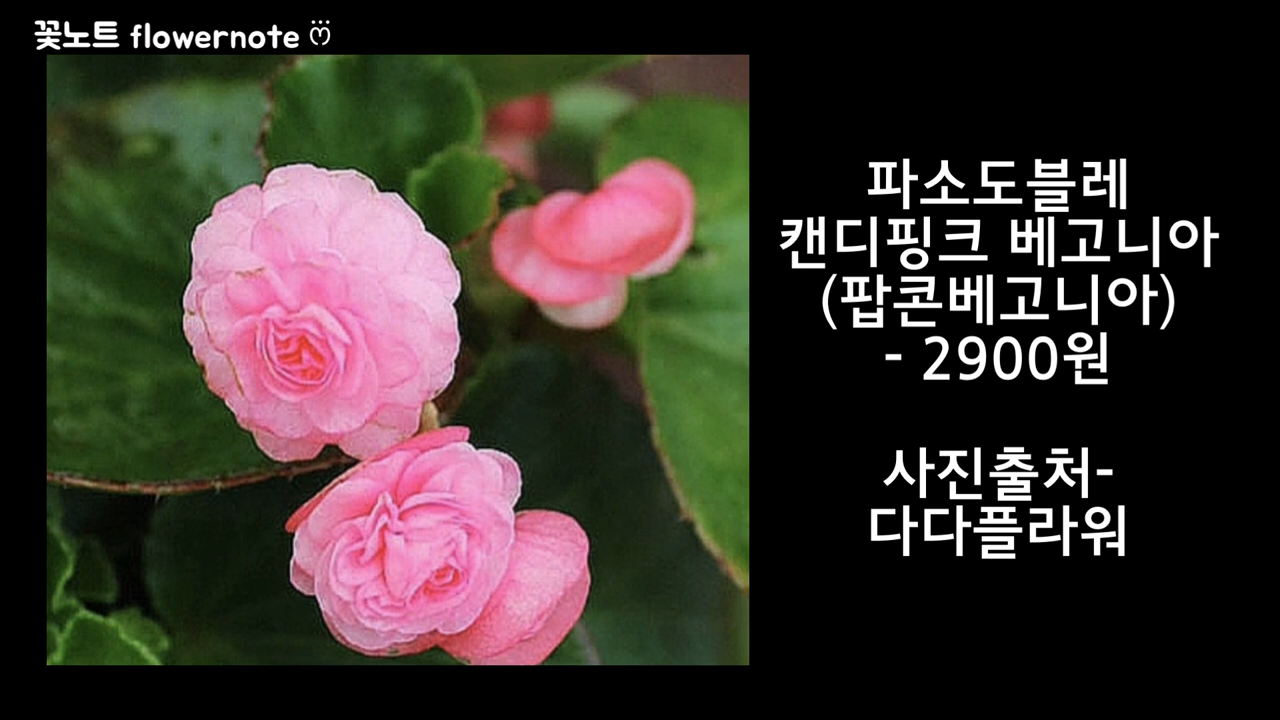 꽃노트 flowernote
파소도블레
캔디핑크 베고니아
(팝콘베고니아)
- 2900원
사진출처-
다다플라워